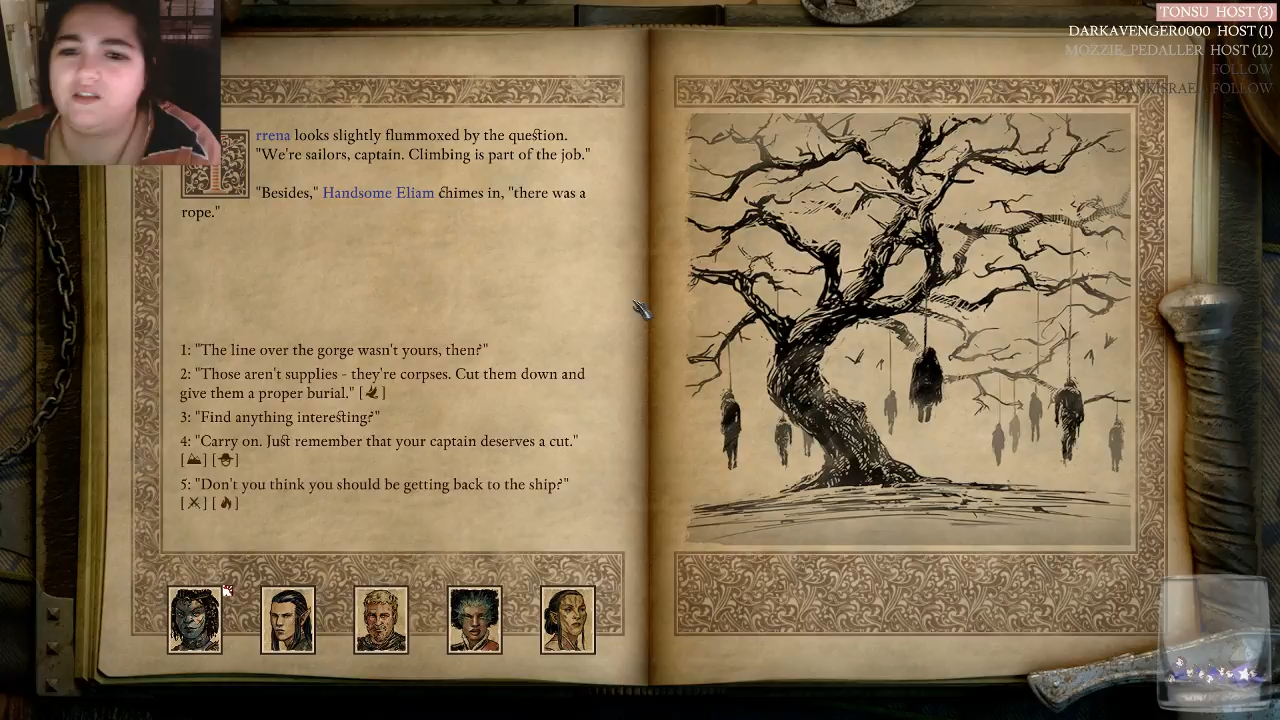 TONSU HOST (3)
DARKAVENGER0000 HOST (1)
MOZZIE_PEDALLER HOST (12)
FOLLOW
DANKISRAEL FOLLOW
rrena looks slightly flummoxed by the question.
"We're sailors, captain. Climbing is part of the job."
"Besides," Handsome Eliam chimes in, "there was a
rope."
1: "The line over the gorge wasn't yours, then?"
2: "Those aren't supplies - they're corpses. Cut them down and
give them a proper burial." [ ]
3: "Find anything interesting?"
4: "Carry on. Just remember that your captain deserves a cut."
[ ] [ ]
5: "Don't you think you should be getting back to the ship?"
[ ] [ ]